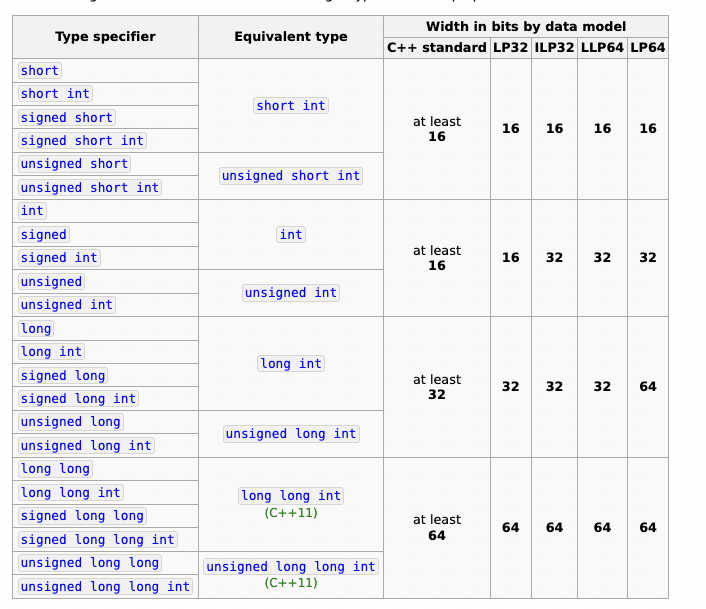 Type specifier Equivalent type Width in bits by data model
C++ standard LP32 ILP32 LLP64 LP64
short
short int
signed short
signed short int
short int
unsigned short
unsigned short int
unsigned short int
at least
16 16 16 16 16
int
signed
signed int
int
unsigned
unsigned int
unsigned int
at least
16 16 32 32 32
long
long int
signed long
signed long int
long int
unsigned long
unsigned long int
unsigned long int
at least
32 32 32 32 64
long long
long long int
signed long long
signed long long int
long long int
(C++11)
unsigned long long
unsigned long long int
unsigned long long int
(C++11)
at least
64 64 64 64 64